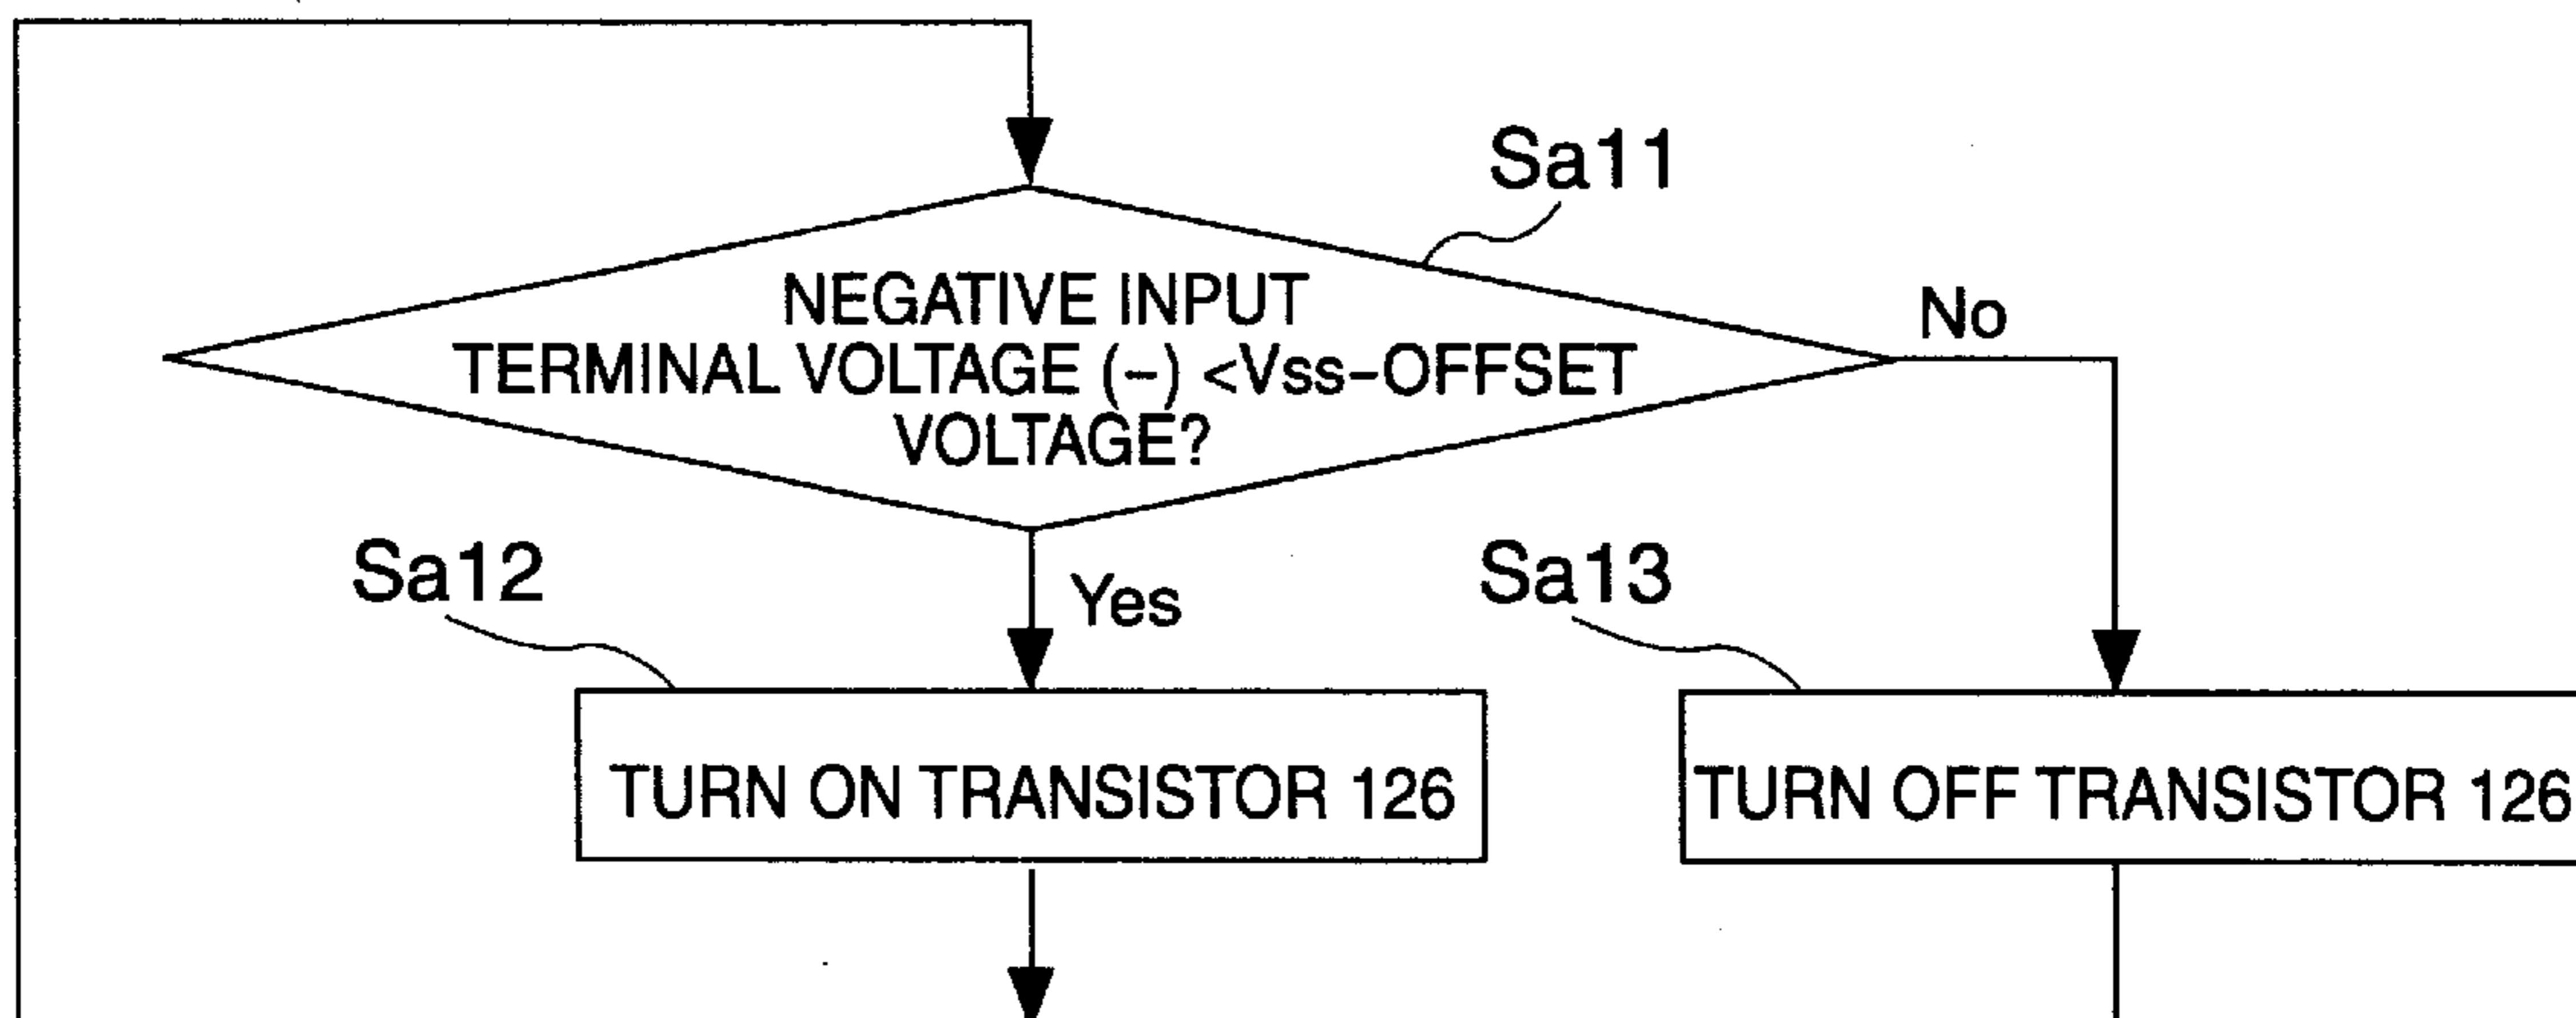 Sa11
NEGATIVE INPUT
TERMINAL VOLTAGE (-) <Vss-OFFSET
VOLTAGE?
No
Yes
Sa12
TURN ON TRANSISTOR 126
Sa13
TURN OFF TRANSISTOR 126